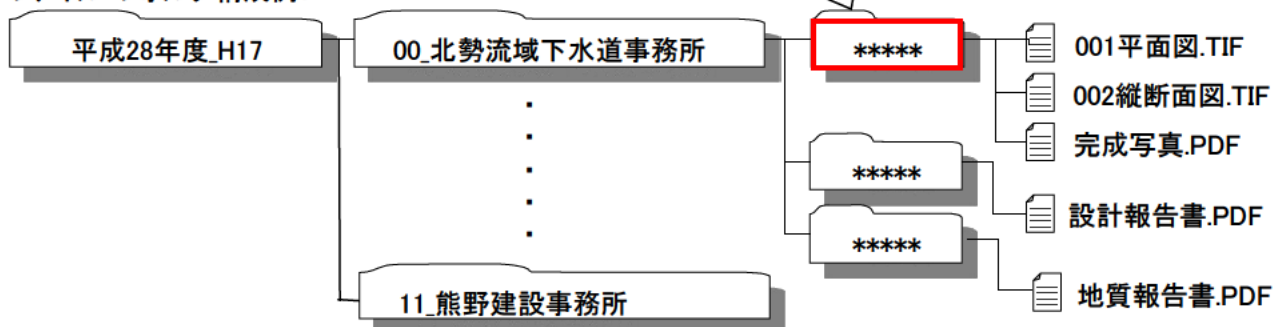 平成28年度_H17
00_北勢流域下水道事務所
*****
001平面図.TIF
002縦断面図.TIF
完成写真.PDF
*****
設計報告書.PDF
*****
地質報告書.PDF
11_熊野建設事務所